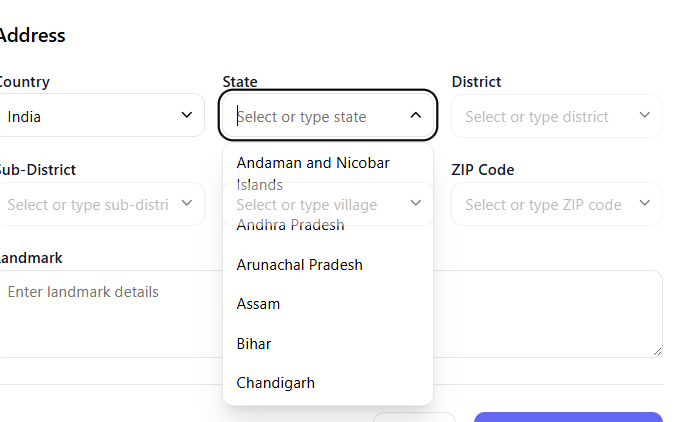 Address
Country
State
District
India
Select or type state
Select or type district
Andaman and Nicobar
Islands
Sub-District
ZIP Code
Select or type sub-distri
Select or type village
Select or type ZIP code
Andhra Pradesh
Landmark
Arunachal Pradesh
Enter landmark details
Assam
Bihar
Chandigarh